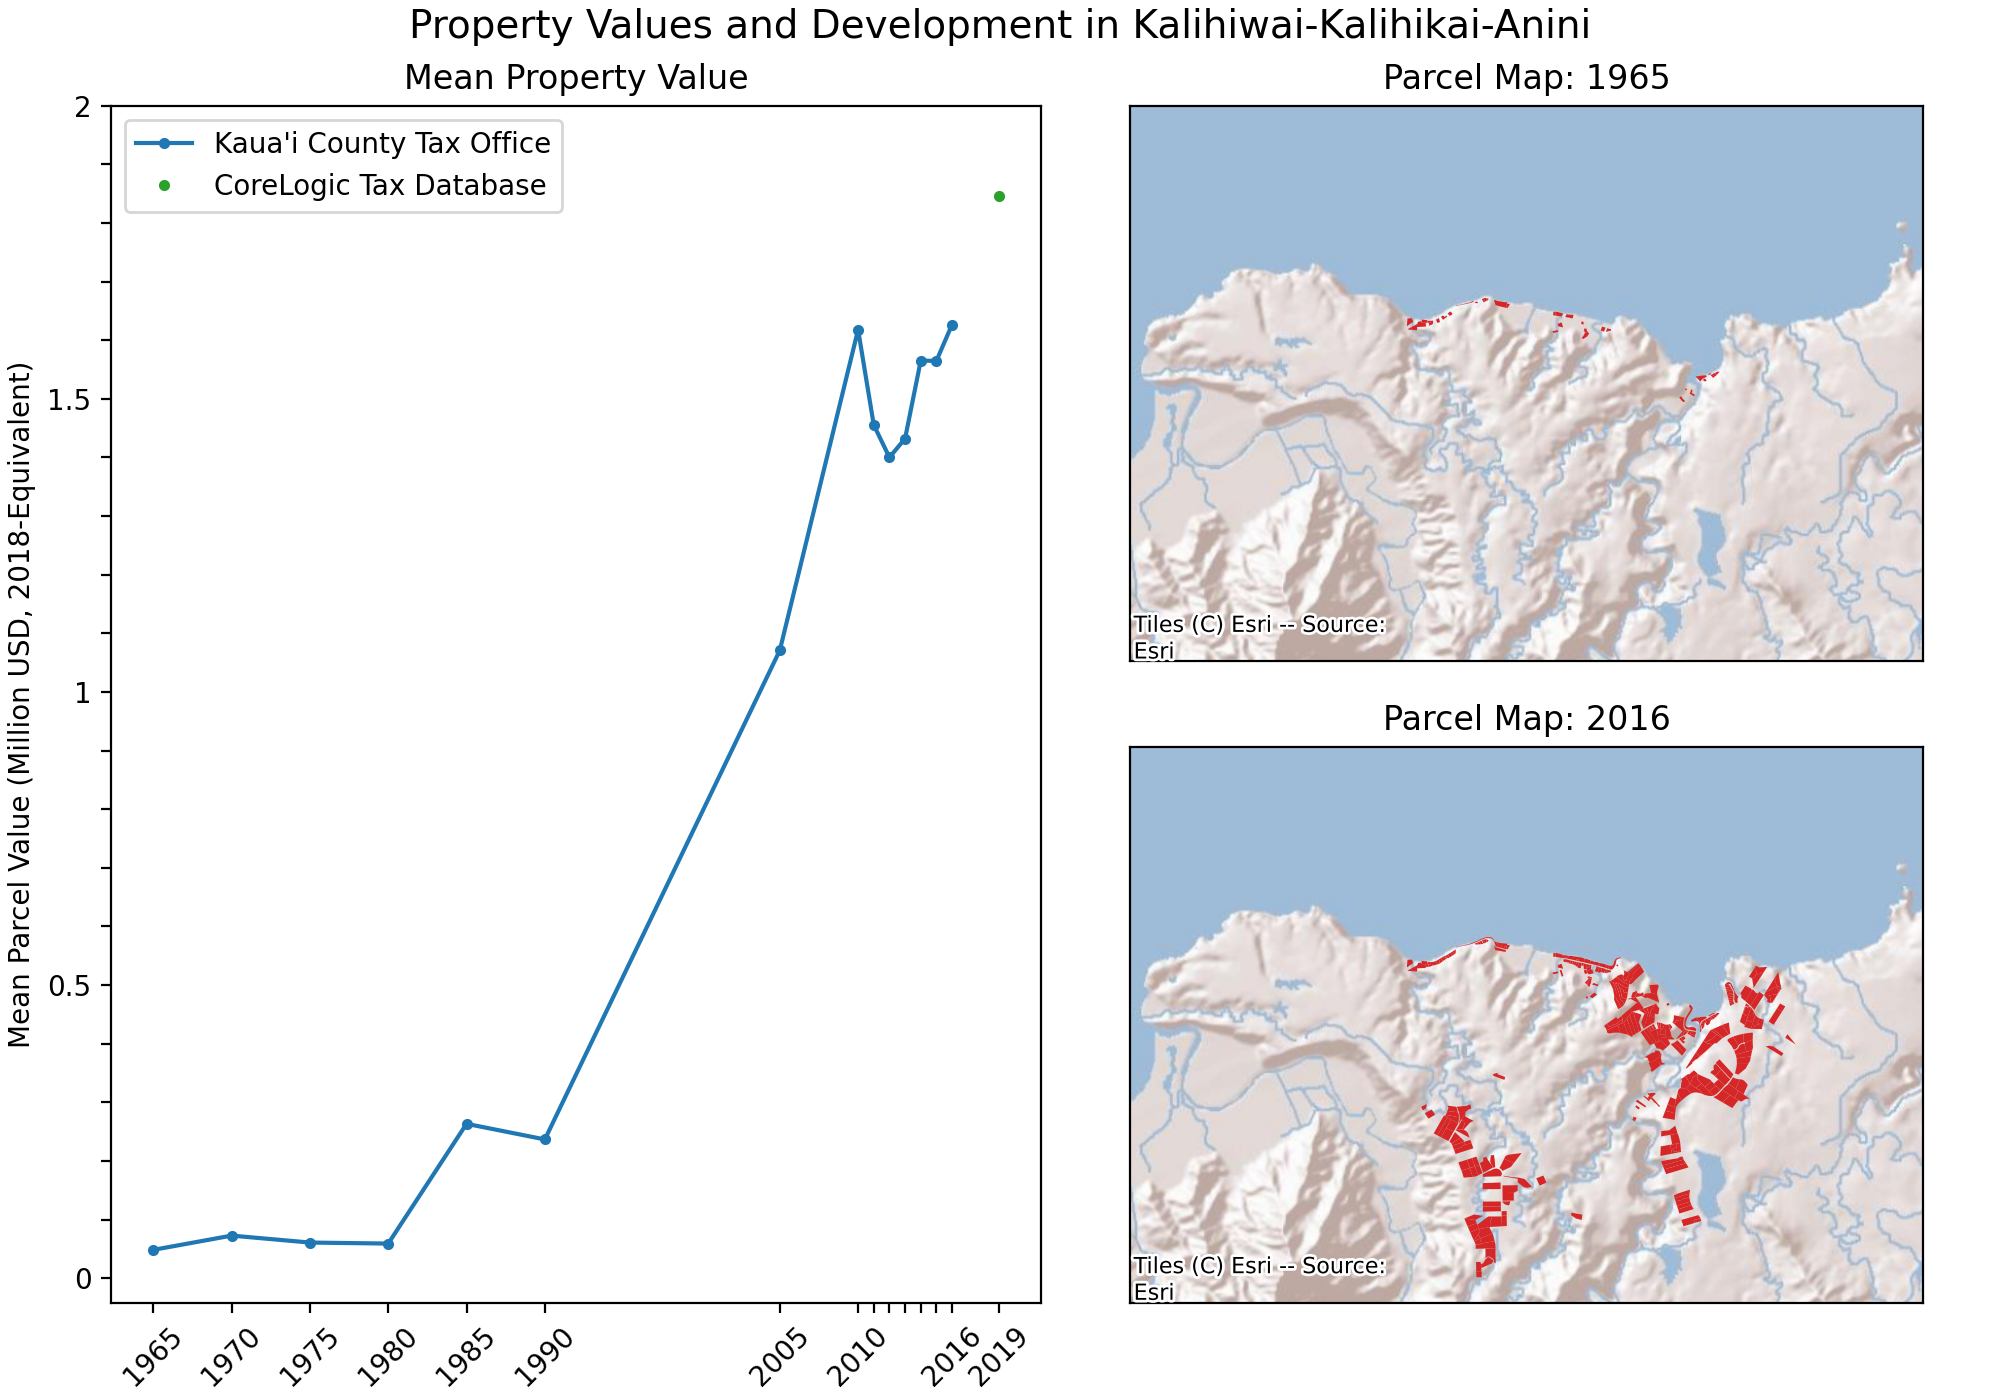 Property Values and Development in Kalihiwai-Kalihikai-Anini
Mean Property Value
Mean Parcel Value (Million USD, 2018-Equivalent)
2
1.5
1
0.5
0
Kaua'i County Tax Office
CoreLogic Tax Database
1965
1970
1975
1980
1985
1990
2005
2010
2016
2019
Parcel Map: 1965
Tiles (C) Esri -- Source:
Esri
Parcel Map: 2016
Tiles (C) Esri -- Source:
Esri